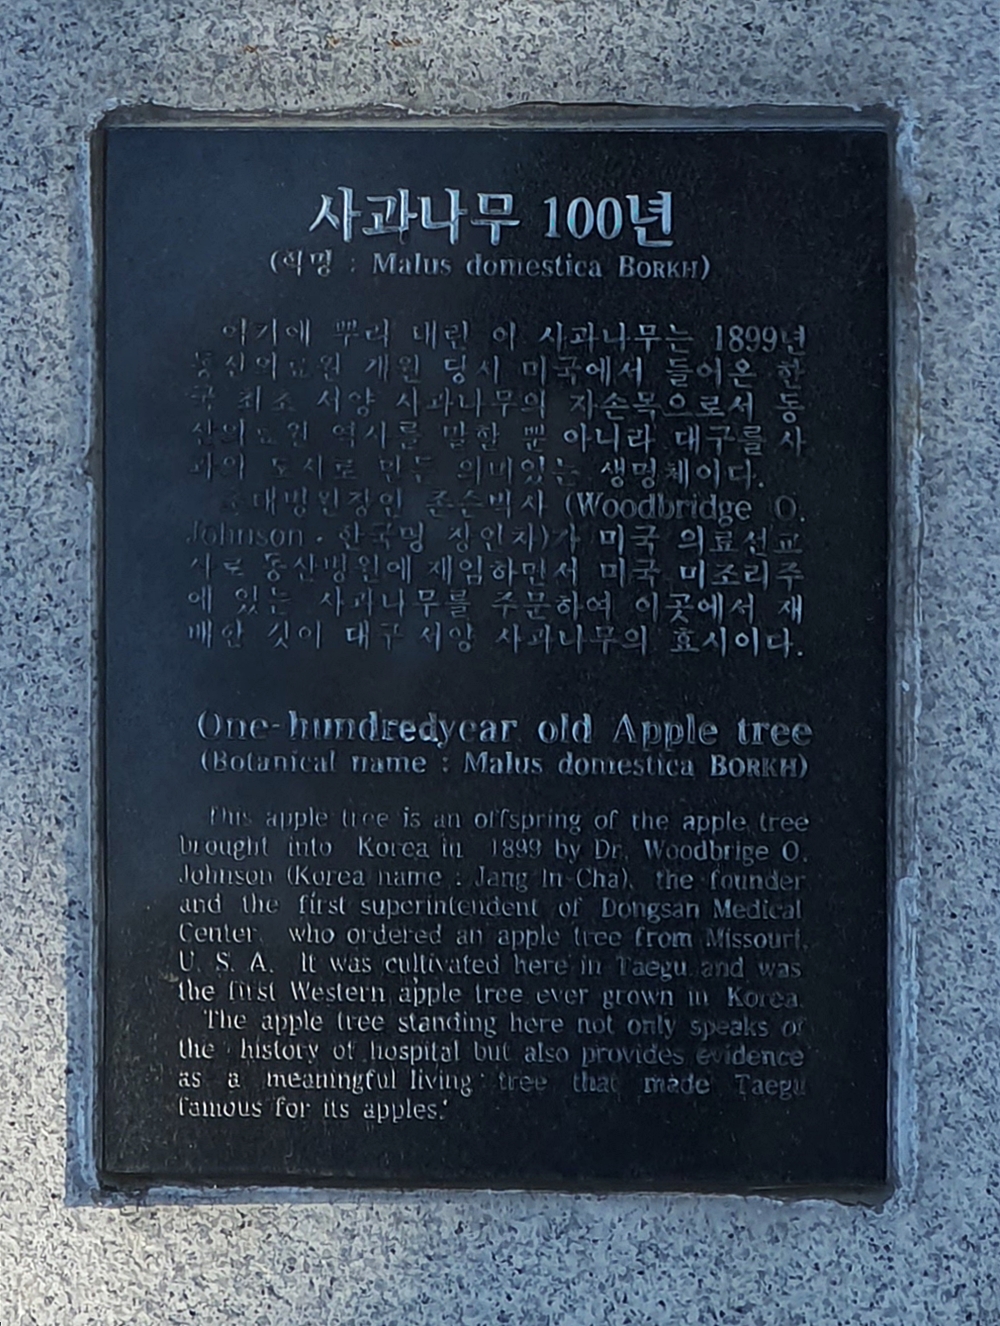 사과나무 100년
(학명 : Malus domestica BORKH)
여기에 뿌리 내린 이 사과나무는 1899년
동산의료원 개원 당시 미국에서 들어온 한
국 최초 서양 사과나무의 자손목으로서 동
산의료원 역사를 말할 뿐 아니라 대구를 사
과의 도시로 만든 의미있는 생명체이다.
초대병원장인 존슨박사 (Woodbridge O.
Johnson · 한국명 장인차)가 미국 의료선교
사로 동산병원에 재임하면서 미국 미조리주
에 있는 사과나무를 주문하여 이곳에서 재
배한 것이 대구 서양 사과나무의 효시이다.
One-hundredyear old Apple tree
(Botanical name : Malus domestica BORKH)
This apple tree is an offspring of the apple tree
brought into Korea in 1899 by Dr. Woodbrige O.
Johnson (Korea name : Jang In-Cha), the founder
and the first superintendent of Dongsan Medical
Center, who ordered an apple tree from Missouri,
U. S. A. It was cultivated here in Taegu and was
the first Western apple tree ever grown in Korea.
The apple tree standing here not only speaks of
the history of hospital but also provides evidence
as a meaningful living tree that made Taegu
famous for its apples.